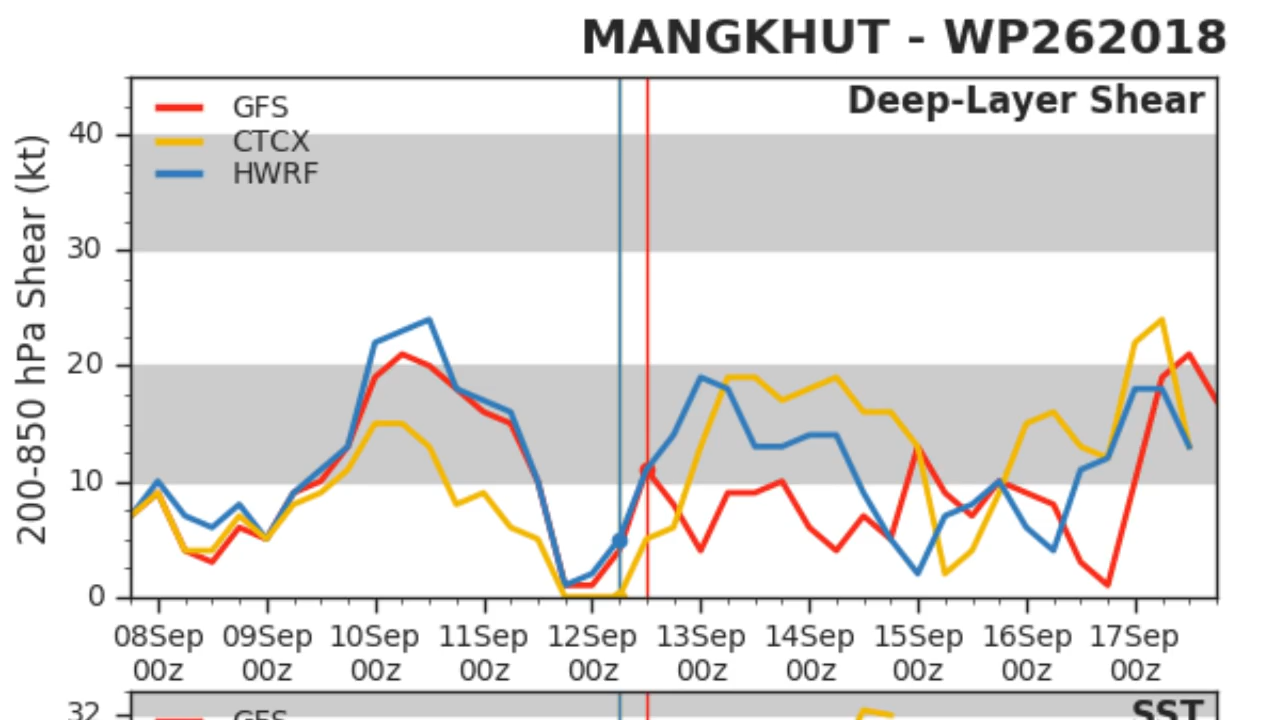 MANGKHUT - WP262018
Deep-Layer Shear
GFS
CTCX
HWRF
200-850 hPa Shear (kt)
40
30
20
10
0
08Sep 09Sep 10Sep 11Sep 12Sep 13Sep 14Sep 15Sep 16Sep 17Sep
00z 00z 00z 00z 00z 00z 00z 00z 00z 00z
32
GFS
SST